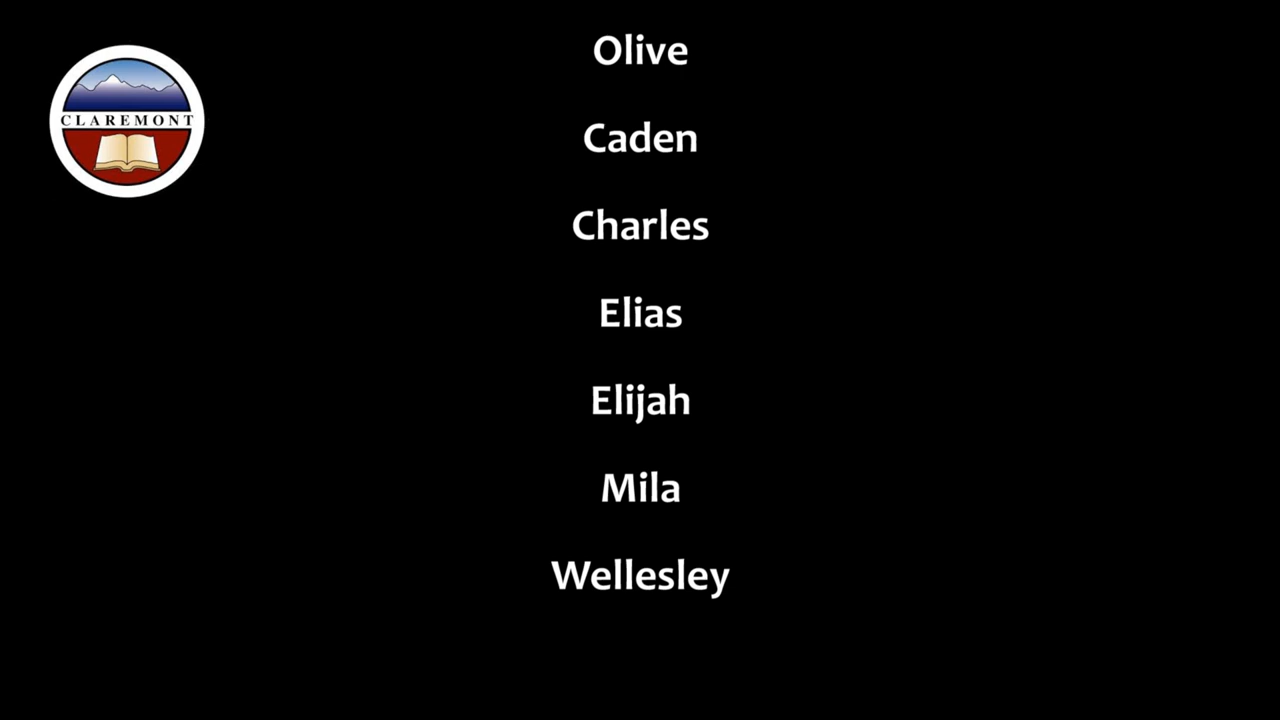 CLAREMONT
Olive
Caden
Charles
Elias
Elijah
Mila
Wellesley